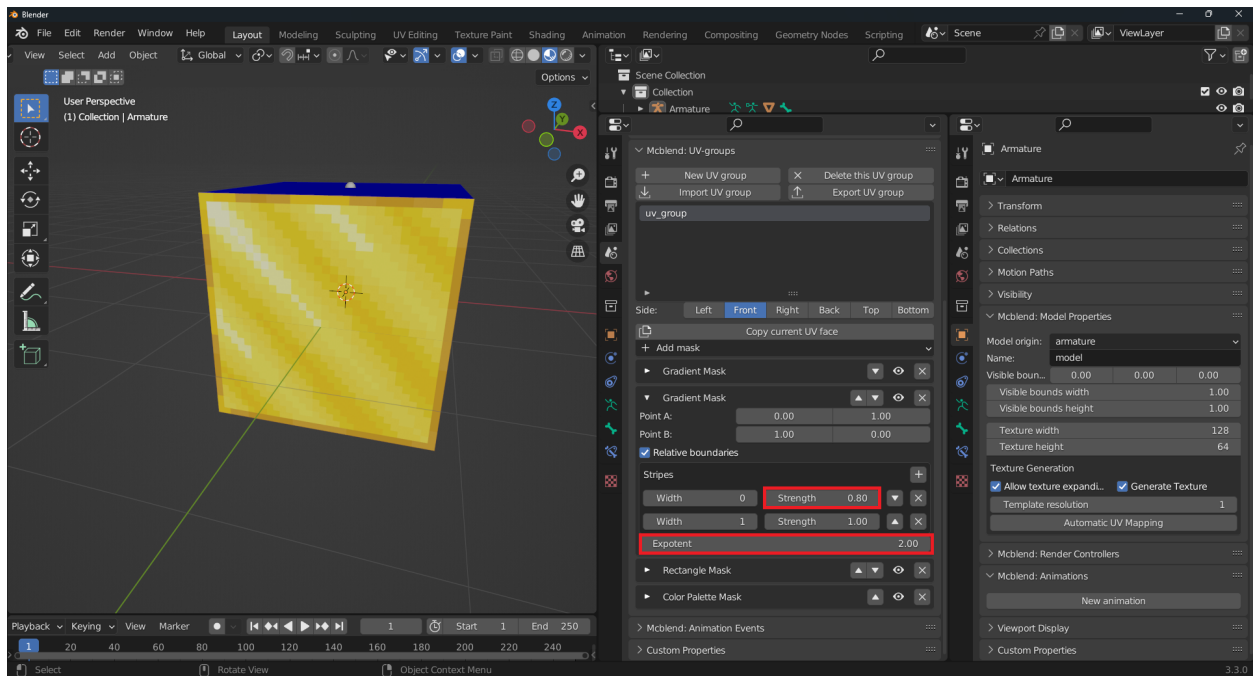 Blender
File Edit Render Window Help Layout Modeling Sculpting UV Editing Texture Paint Shading Animation Rendering Compositing Geometry Nodes Scripting Scene ViewLayer
View Select Add Object Global
Options
User Perspective
(1) Collection | Armature
Z
Y
X
Scene Collection
Collection
Armature
Mcblend: UV-groups
New UV group Delete this UV group
Import UV group Export UV group
uv_group
Side: Left Front Right Back Top Bottom
Copy current UV face
Add mask
Gradient Mask
Gradient Mask
Point A: 0.00 1.00
Point B: 1.00 0.00
Relative boundaries
Stripes
Width 0 Strength 0.80
Width 1 Strength 1.00
Expotent 2.00
Rectangle Mask
Color Palette Mask
Mcblend: Animation Events
Custom Properties
Armature
Armature
Transform
Relations
Collections
Motion Paths
Visibility
Mcblend: Model Properties
Model origin: armature
Name: model
Visible boun... 0.00 0.00 0.00
Visible bounds width 1.00
Visible bounds height 1.00
Texture width 128
Texture height 64
Texture Generation
Allow texture expandi... Generate Texture
Template resolution 1
Automatic UV Mapping
Mcblend: Render Controllers
Mcblend: Animations
New animation
Viewport Display
Custom Properties
Playback Keying View Marker 1 Start 1 End 250
1 20 40 60 80 100 120 140 160 180 200 220 240
Select Rotate View Object Context Menu 3.3.0